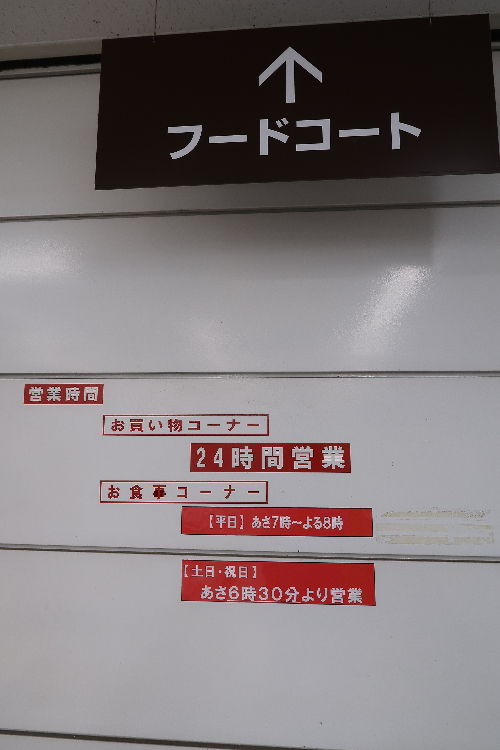 ↑
フードコート
営業時間
お買い物コーナー
24時間営業
お食事コーナー
【平日】あさ7時〜よる8時
【土日・祝日】
あさ6時30分より営業